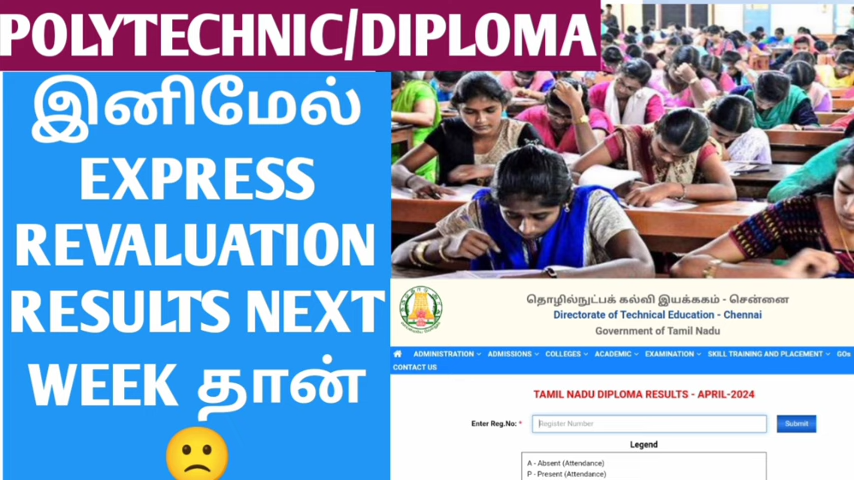 POLYTECHNIC/DIPLOMA
இனிமேல்
EXPRESS
REVALUATION
RESULTS NEXT
WEEK தான்
தொழில்நுட்பக் கல்வி இயக்ககம் - சென்னை
Directorate of Technical Education - Chennai
Government of Tamil Nadu
ADMINISTRATION ADMISSIONS COLLEGES ACADEMIC EXAMINATION SKILL TRAINING AND PLACEMENT GOs
CONTACT US
TAMIL NADU DIPLOMA RESULTS - APRIL-2024
Enter Reg.No: * Register Number Submit
Legend
A - Absent (Attendance)
P - Present (Attendance)